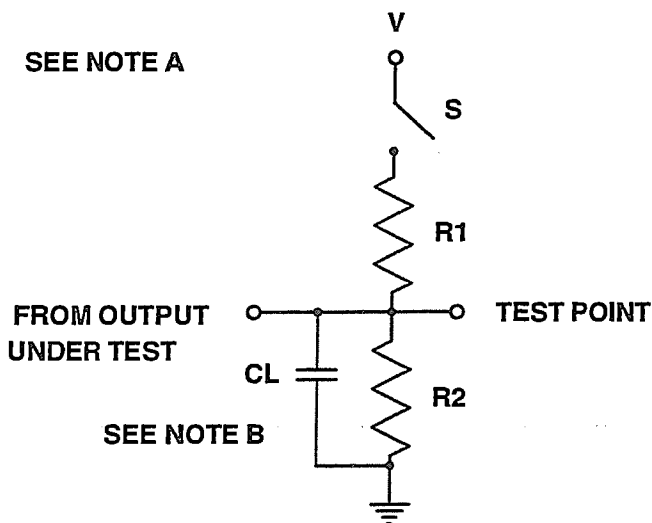 V
SEE NOTE A
S
R1
FROM OUTPUT
UNDER TEST
TEST POINT
CL
R2
SEE NOTE B